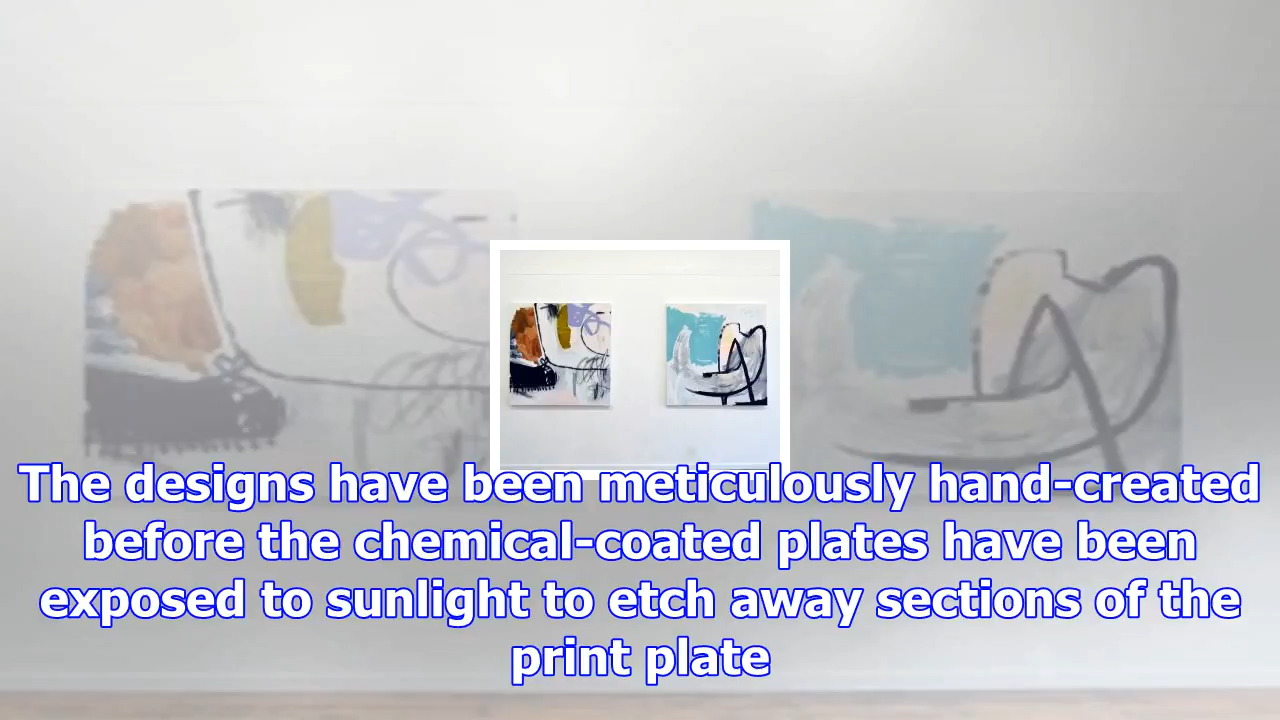 The designs have been meticulously hand-created
before the chemical-coated plates have been
exposed to sunlight to etch away sections of the
print plate